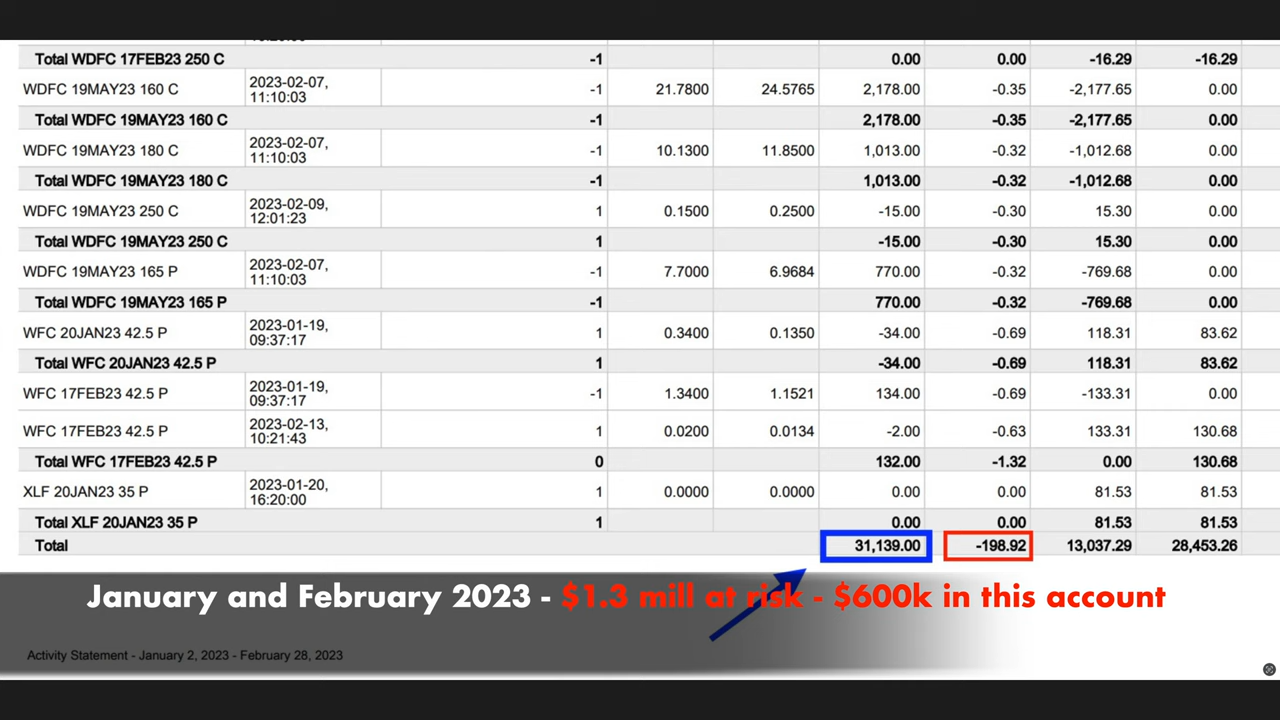 Total WDFC 17FEB23 250 C -1 0.00 0.00 -16.29 -16.29
WDFC 19MAY23 160 C 2023-02-07, 11:10:03 -1 21.7800 24.5765 2,178.00 -0.35 -2,177.65 0.00
Total WDFC 19MAY23 160 C -1 2,178.00 -0.35 -2,177.65 0.00
WDFC 19MAY23 180 C 2023-02-07, 11:10:03 -1 10.1300 11.8500 1,013.00 -0.32 -1,012.68 0.00
Total WDFC 19MAY23 180 C -1 1,013.00 -0.32 -1,012.68 0.00
WDFC 19MAY23 250 C 2023-02-09, 12:01:23 1 0.1500 0.2500 -15.00 -0.30 15.30 0.00
Total WDFC 19MAY23 250 C 1 -15.00 -0.30 15.30 0.00
WDFC 19MAY23 165 P 2023-02-07, 11:10:03 -1 7.7000 6.9684 770.00 -0.32 -769.68 0.00
Total WDFC 19MAY23 165 P -1 770.00 -0.32 -769.68 0.00
WFC 20JAN23 42.5 P 2023-01-19, 09:37:17 1 0.3400 0.1350 -34.00 -0.69 118.31 83.62
Total WFC 20JAN23 42.5 P 1 -34.00 -0.69 118.31 83.62
WFC 17FEB23 42.5 P 2023-01-19, 09:37:17 -1 1.3400 1.1521 134.00 -0.69 -133.31 0.00
WFC 17FEB23 42.5 P 2023-02-13, 10:21:43 1 0.0200 0.0134 -2.00 -0.63 133.31 130.68
Total WFC 17FEB23 42.5 P 0 132.00 -1.32 0.00 130.68
XLF 20JAN23 35 P 2023-01-20, 16:20:00 1 0.0000 0.0000 0.00 0.00 81.53 81.53
Total XLF 20JAN23 35 P 1 0.00 0.00 81.53 81.53
Total 31,139.00 -198.92 13,037.29 28,453.26
January and February 2023 - $1.3 mill at risk - $600k in this account
Activity Statement - January 2, 2023 - February 28, 2023